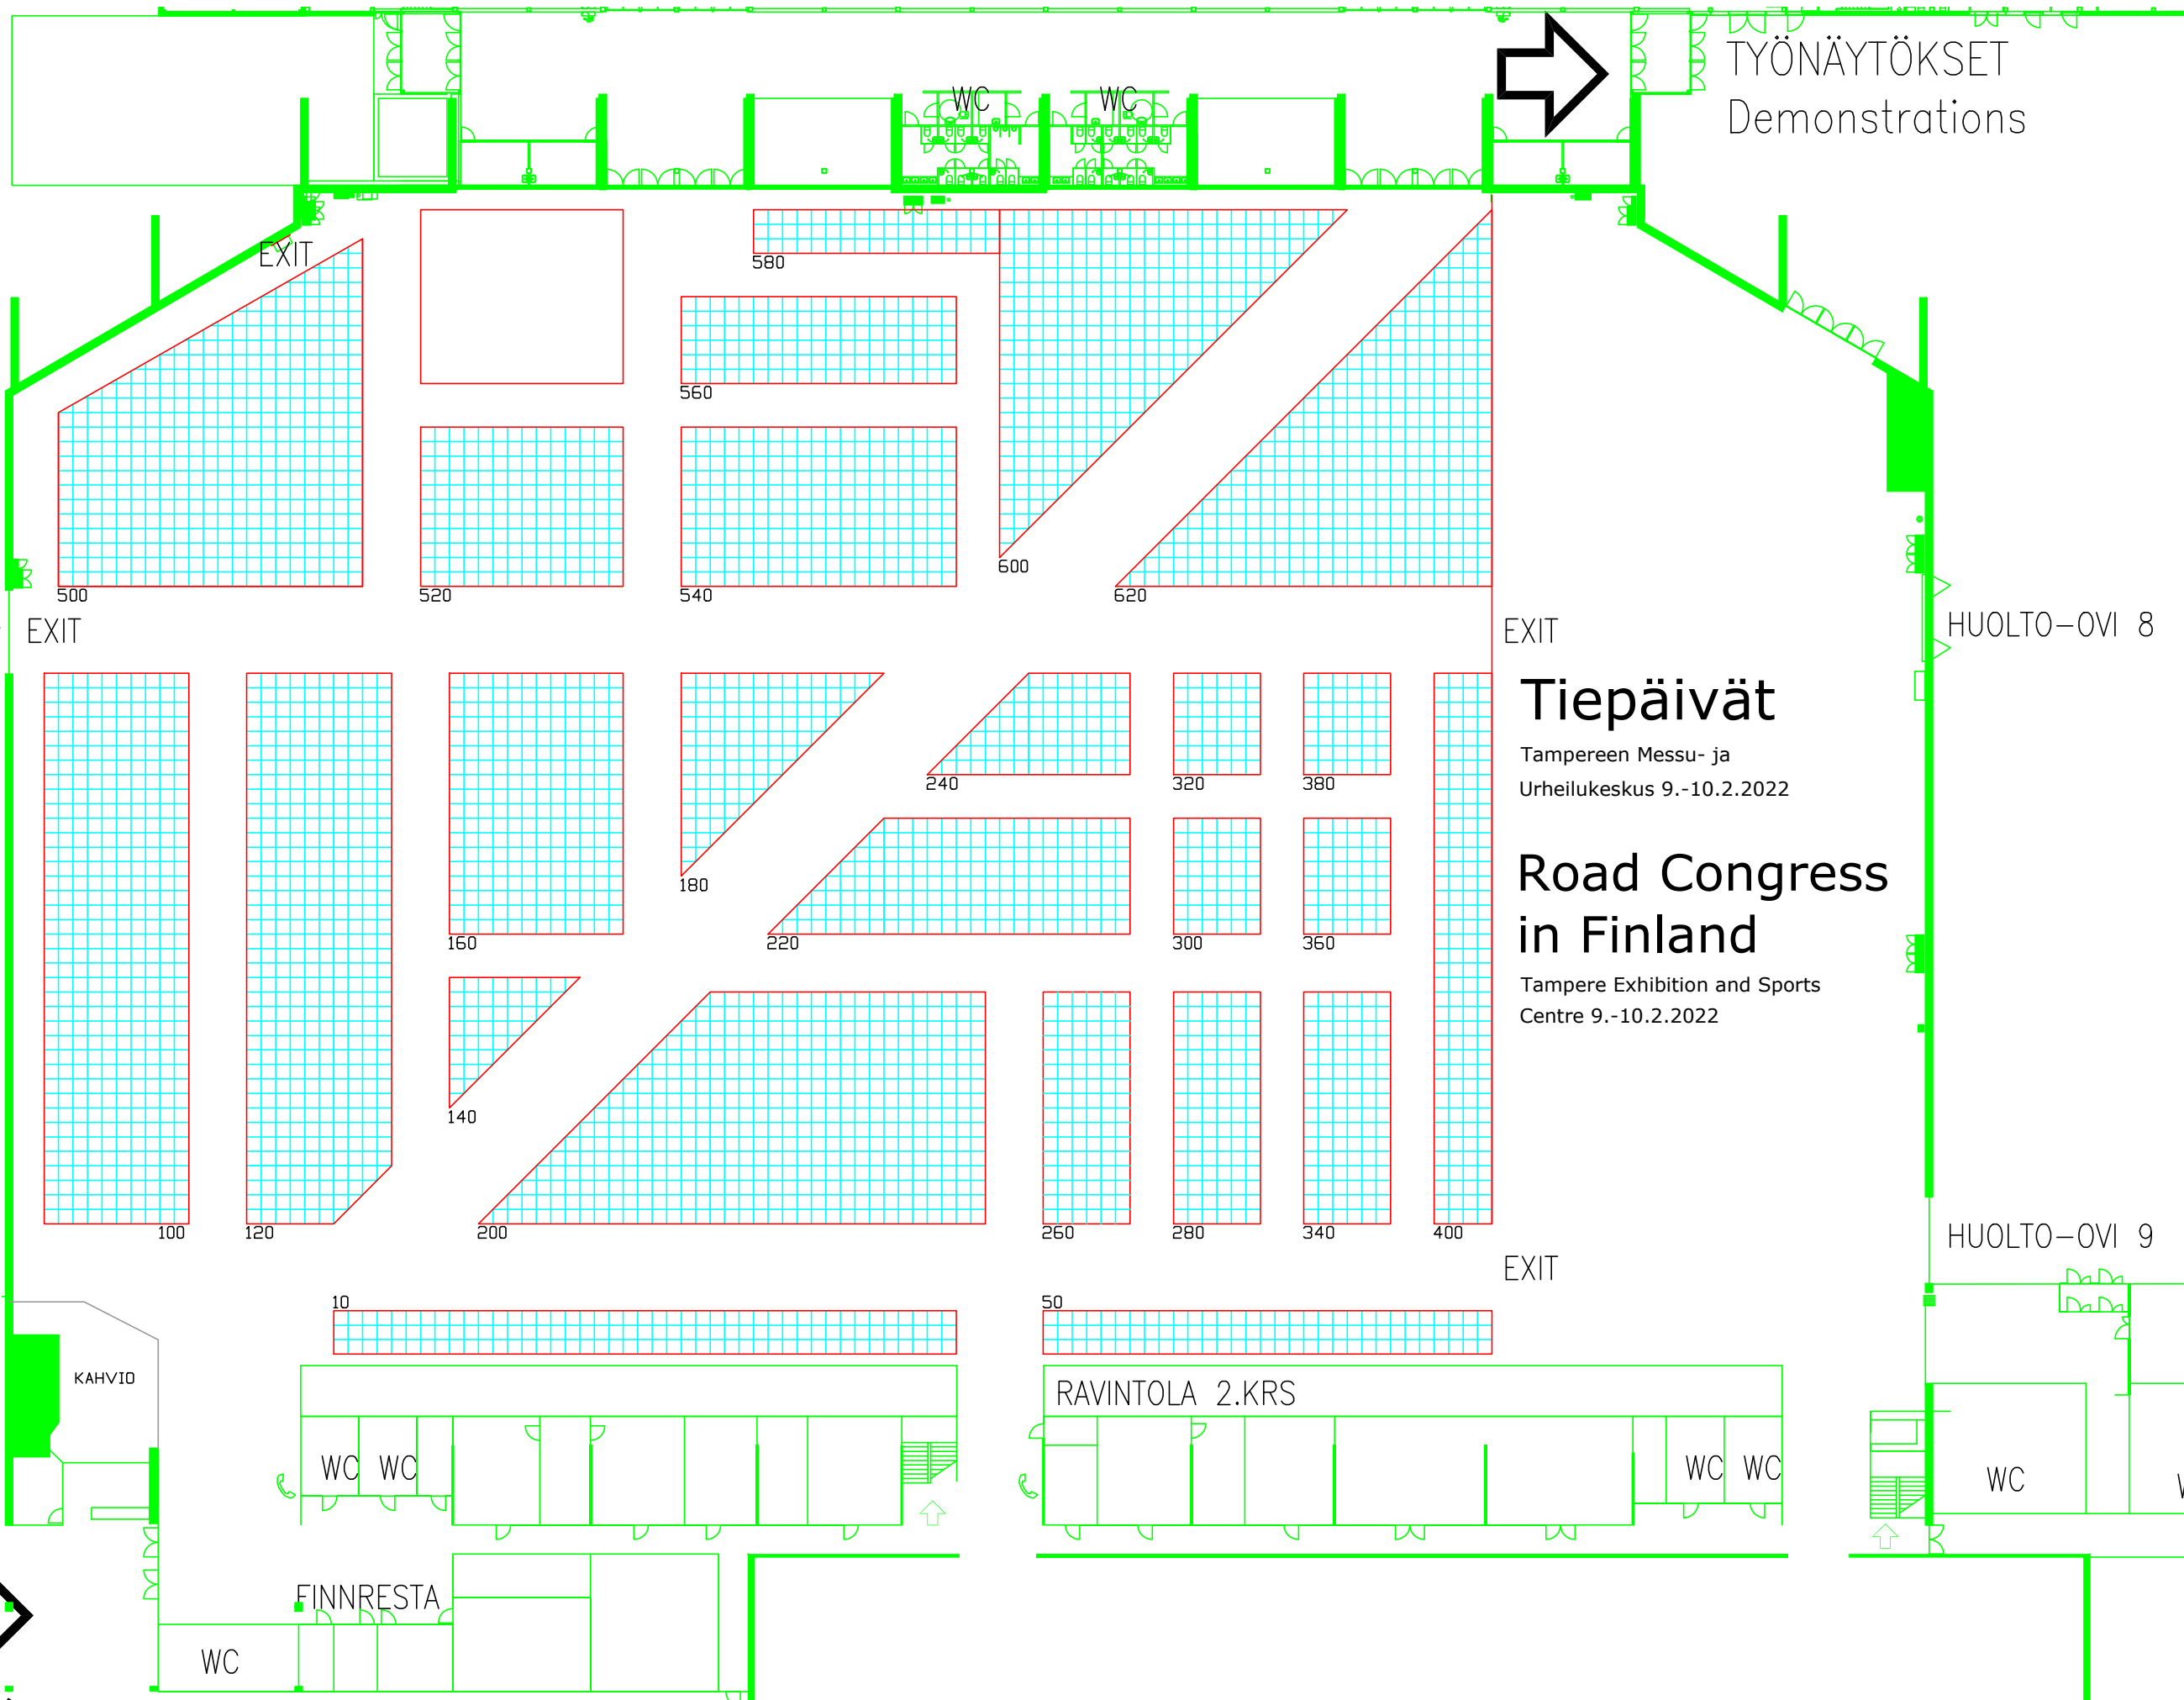 TYÖNÄYTÖKSET
Demonstrations
WC
WC
EXIT
580
560
600
500
520
540
620
EXIT
EXIT
HUOLTO-OVI 8
Tiepäivät
Tampereen Messu- ja
Urheilukeskus 9.-10.2.2022
240
320
380
Road Congress
in Finland
180
160
220
300
360
Tampere Exhibition and Sports
Centre 9.-10.2.2022
140
100
120
200
260
280
340
400
HUOLTO-OVI 9
EXIT
10
50
KAHVIO
RAVINTOLA 2.KRS
WC
WC
WC
WC
WC
FINNRESTA
WC